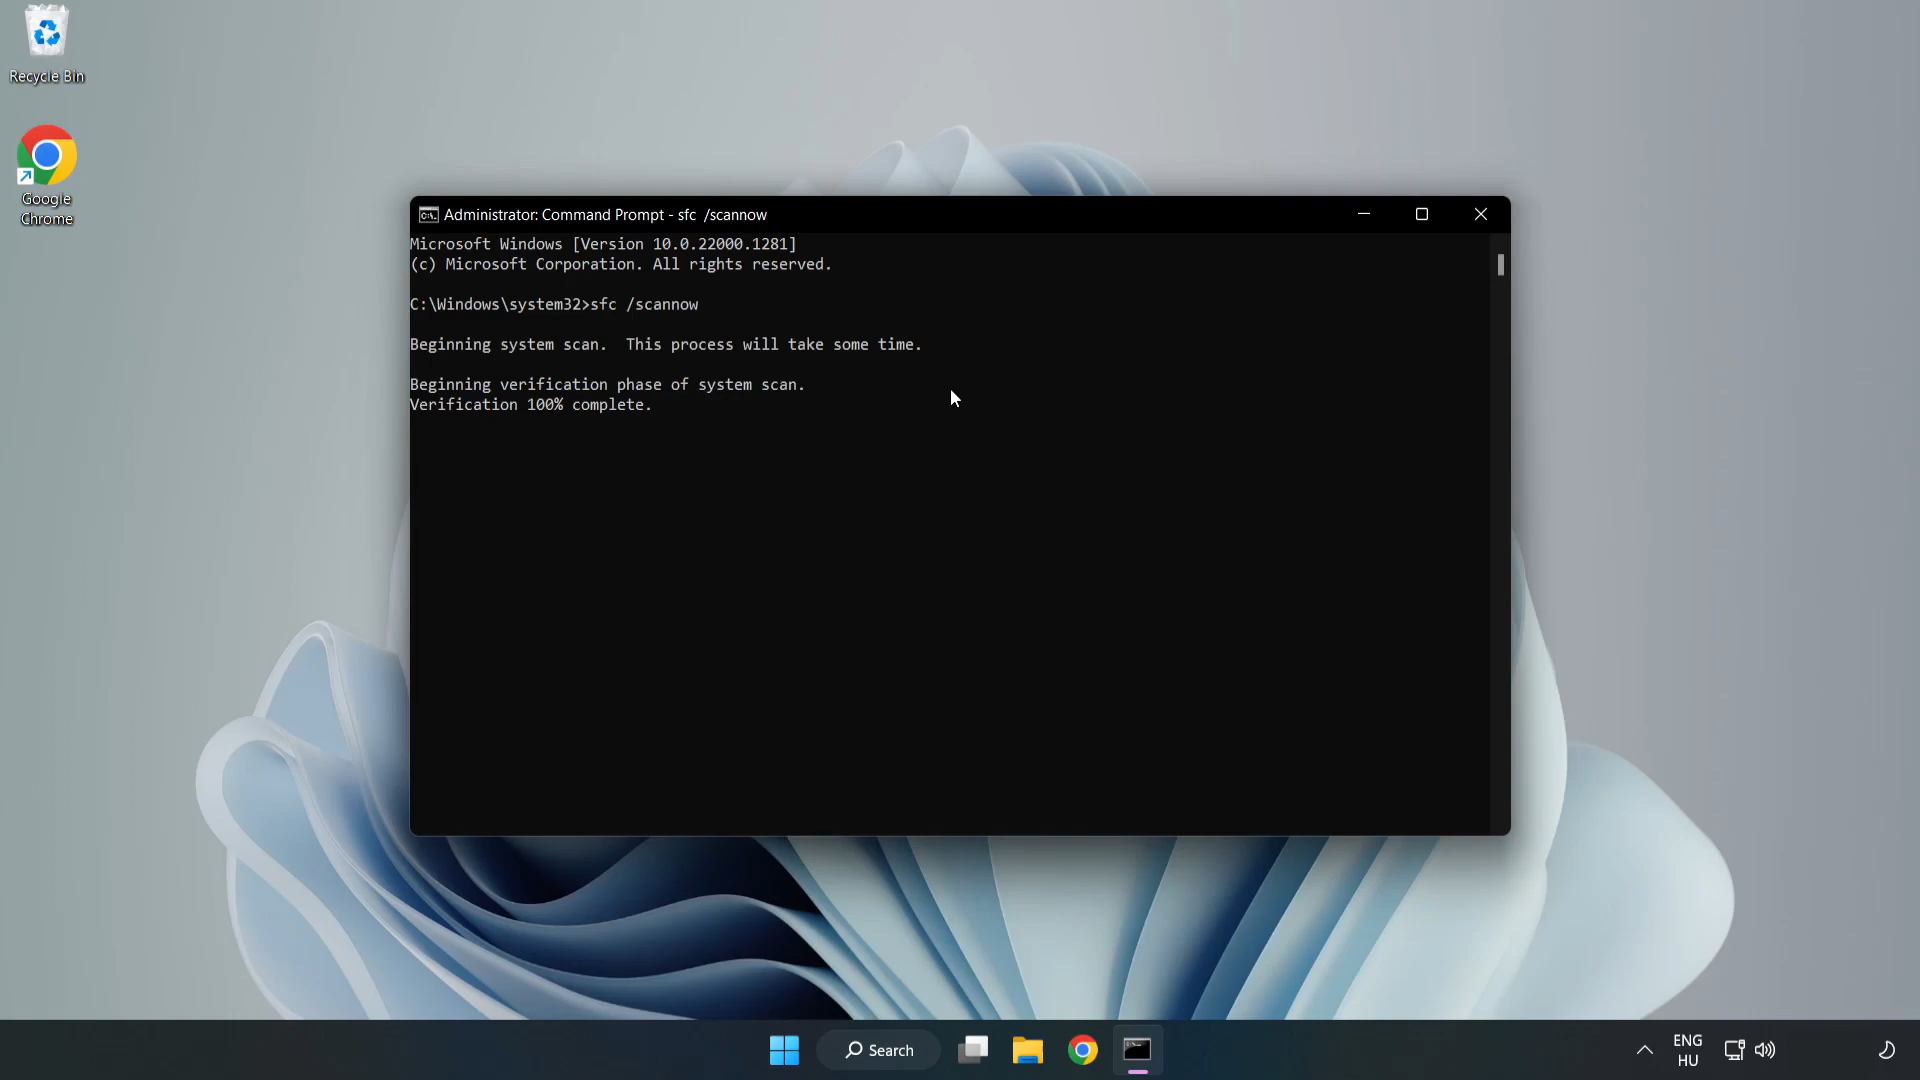 Recycle Bin
Google
Chrome
Administrator: Command Prompt - sfc  /scannow
Microsoft Windows [Version 10.0.22000.1281]
(c) Microsoft Corporation. All rights reserved.
C:\Windows\system32>sfc /scannow
Beginning system scan.  This process will take some time.
Beginning verification phase of system scan.
Verification 100% complete.
Search
ENG
HU